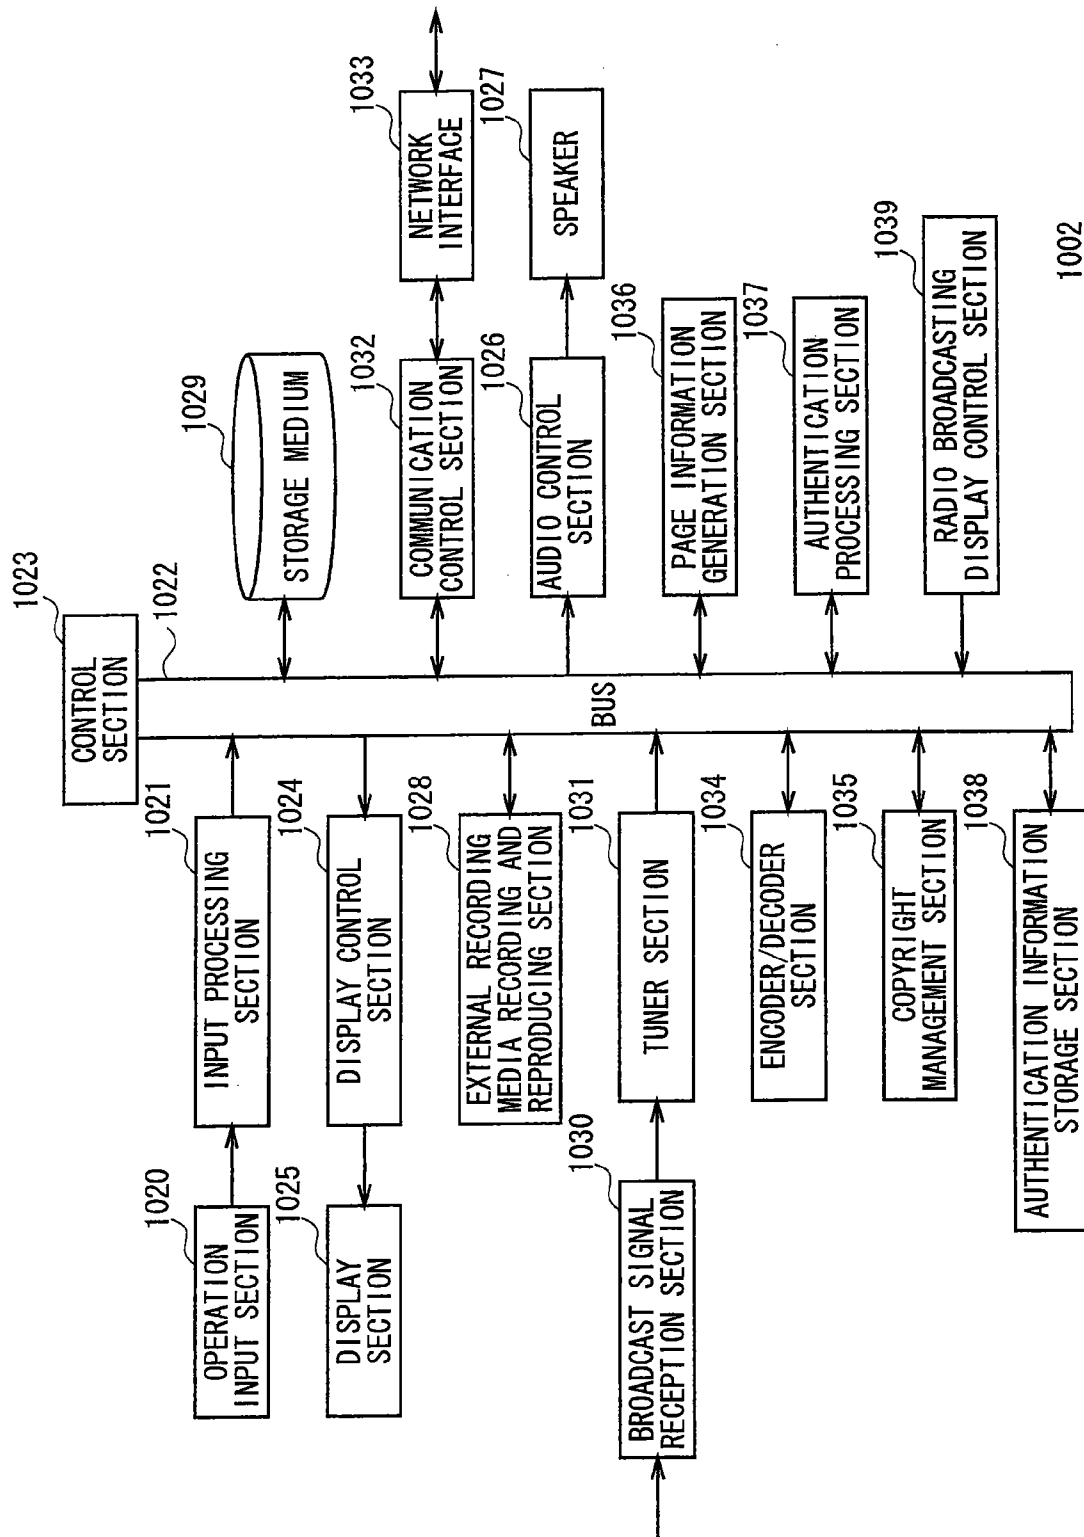 1023
CONTROL
SECTION
1022
BUS
1020
OPERATION
INPUT SECTION
1021
INPUT PROCESSING
SECTION
1025
DISPLAY
SECTION
1024
DISPLAY CONTROL
SECTION
1028
EXTERNAL RECORDING
MEDIA RECORDING AND
REPRODUCING SECTION
1030
BROADCAST SIGNAL
RECEPTION SECTION
1031
TUNER SECTION
1034
ENCODER/DECODER
SECTION
1035
COPYRIGHT
MANAGEMENT SECTION
1038
AUTHENTICATION INFORMATION
STORAGE SECTION
1029
STORAGE MEDIUM
1032
COMMUNICATION
CONTROL SECTION
1033
NETWORK
INTERFACE
1026
AUDIO CONTROL
SECTION
1027
SPEAKER
1036
PAGE INFORMATION
GENERATION SECTION
1037
AUTHENTICATION
PROCESSING SECTION
1039
RADIO BROADCASTING
DISPLAY CONTROL SECTION
1002